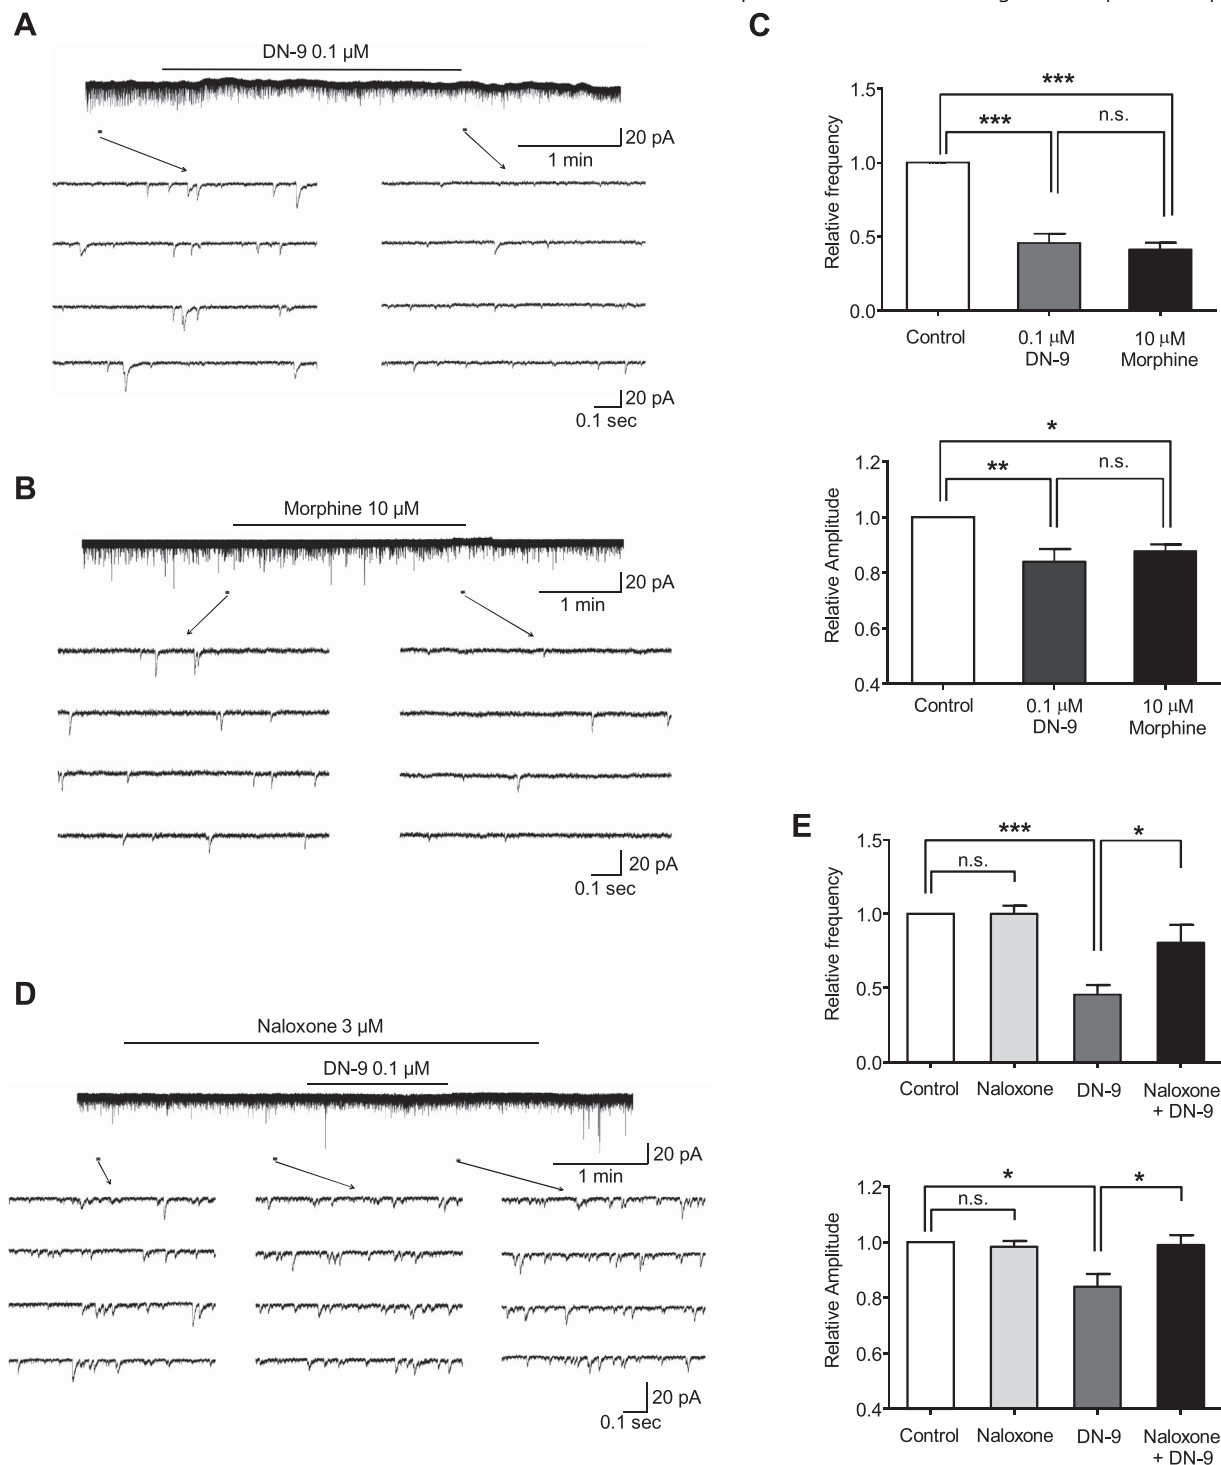 A
DN-9 0.1 µM
20 pA
1 min
20 pA
0.1 sec
B
Morphine 10 µM
20 pA
1 min
20 pA
0.1 sec
D
Naloxone 3 µM
DN-9 0.1 µM
20 pA
1 min
20 pA
0.1 sec
C
***
***
n.s.
1.5
1.0
0.5
0.0
Relative frequency
Control
0.1 µM
DN-9
10 µM
Morphine
*
**
n.s.
1.2
1.0
0.8
0.6
0.4
Relative Amplitude
Control
0.1 µM
DN-9
10 µM
Morphine
E
***
*
n.s.
1.5
1.0
0.5
0.0
Relative frequency
Control
Naloxone
DN-9
Naloxone
+ DN-9
*
*
n.s.
1.2
1.0
0.8
0.6
0.4
Relative Amplitude
Control
Naloxone
DN-9
Naloxone
+ DN-9